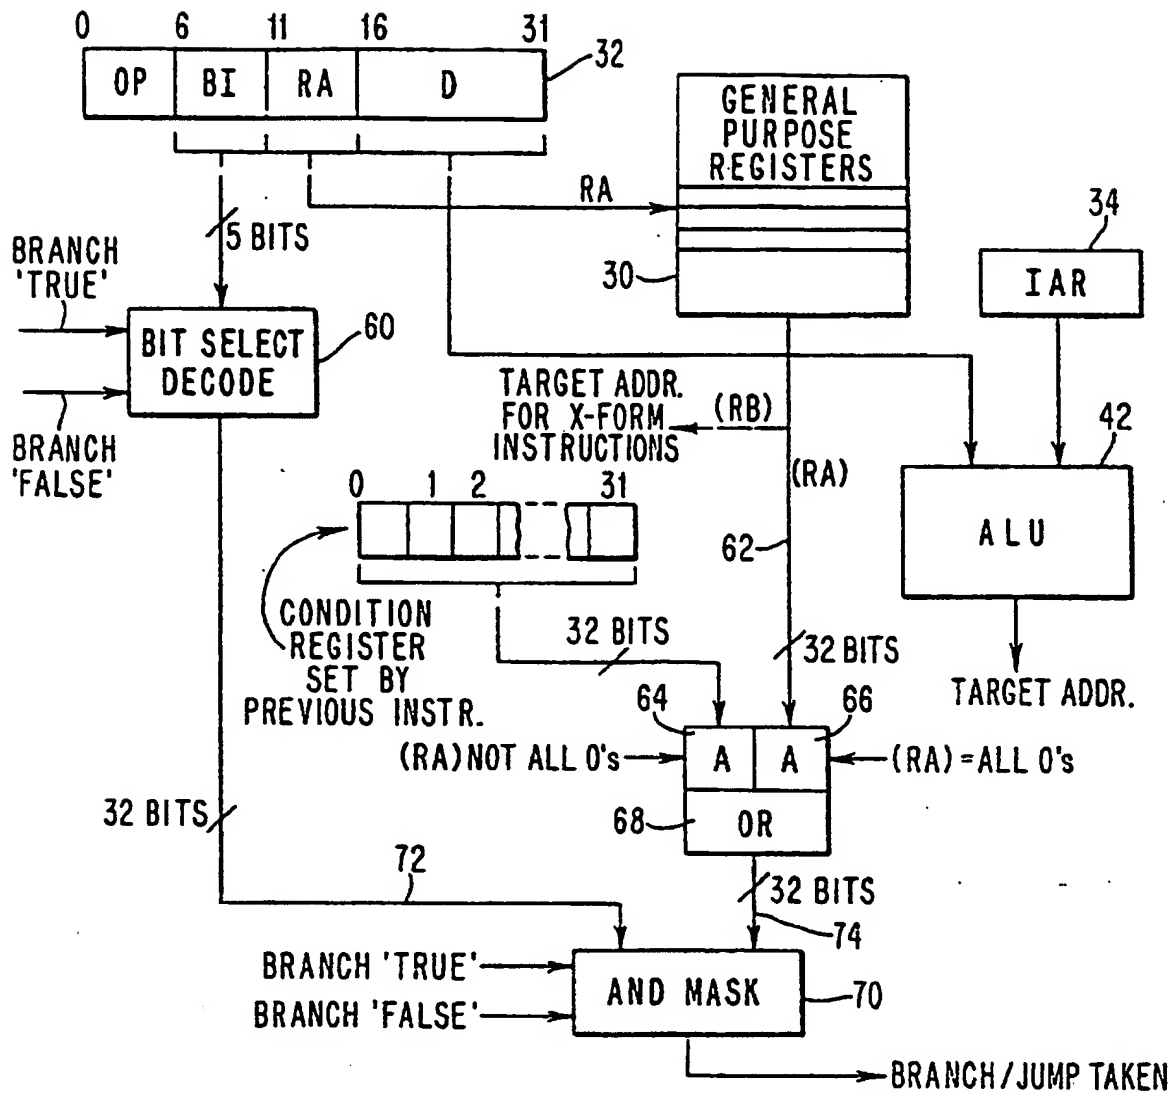 0 6 11 16 31
OP BI RA D
32
GENERAL
PURPOSE
REGISTERS
RA
30
34
IAR
5 BITS
BRANCH
'TRUE'
BIT SELECT
DECODE
60
BRANCH
'FALSE'
TARGET ADDR.
FOR X-FORM
INSTRUCTIONS
(RB)
(RA)
42
ALU
0 1 2 31
62
CONDITION
REGISTER
SET BY
PREVIOUS INSTR.
32 BITS
32 BITS
TARGET ADDR.
64
66
(RA) NOT ALL 0's
A A
(RA) = ALL 0's
68
OR
32 BITS
72
32 BITS
74
BRANCH 'TRUE'
BRANCH 'FALSE'
AND MASK
70
BRANCH/JUMP TAKEN